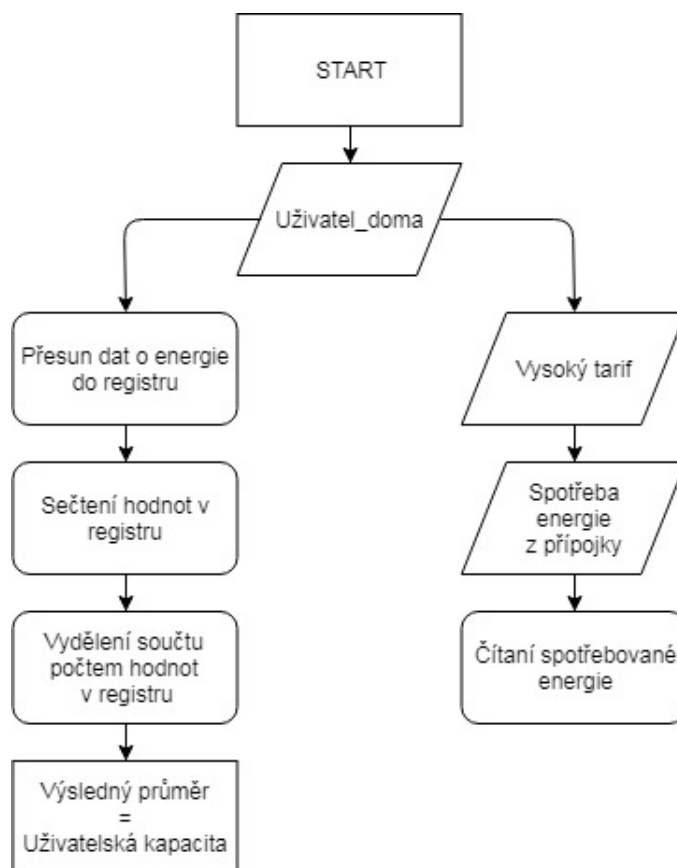 START
Uživatel_doma
Přesun dat o energie
do registru
Sečtení hodnot v
registru
Vydělení součtu
počtem hodnot
v registru
Výsledný průměr
=
Uživatelská kapacita
Vysoký tarif
Spotřeba
energie
z přípojky
Čítaní spotřebované
energie